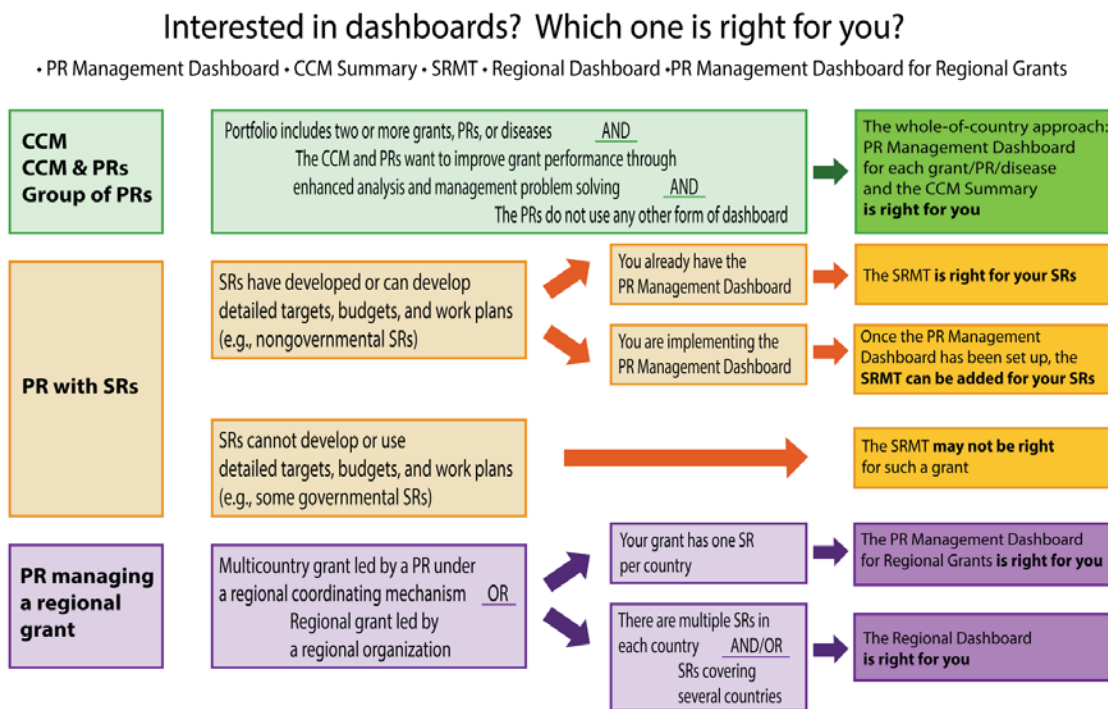 Interested in dashboards? Which one is right for you?
• PR Management Dashboard • CCM Summary • SRMT • Regional Dashboard •PR Management Dashboard for Regional Grants
CCM
CCM & PRs
Group of PRs
Portfolio includes two or more grants, PRs, or diseases AND
The CCM and PRs want to improve grant performance through
enhanced analysis and management problem solving AND
The PRs do not use any other form of dashboard
The whole-of-country approach:
PR Management Dashboard
for each grant/PR/disease
and the CCM Summary
is right for you
PR with SRs
SRs have developed or can develop
detailed targets, budgets, and work plans
(e.g., nongovernmental SRs)
You already have the
PR Management Dashboard
The SRMT is right for your SRs
You are implementing the
PR Management Dashboard
Once the PR Management
Dashboard has been set up, the
SRMT can be added for your SRs
SRs cannot develop or use
detailed targets, budgets, and work plans
(e.g., some governmental SRs)
The SRMT may not be right
for such a grant
PR managing
a regional
grant
Multicountry grant led by a PR under
a regional coordinating mechanism OR
Regional grant led by
a regional organization
Your grant has one SR
per country
The PR Management Dashboard
for Regional Grants is right for you
There are multiple SRs in
each country AND/OR
SRs covering
several countries
The Regional Dashboard
is right for you